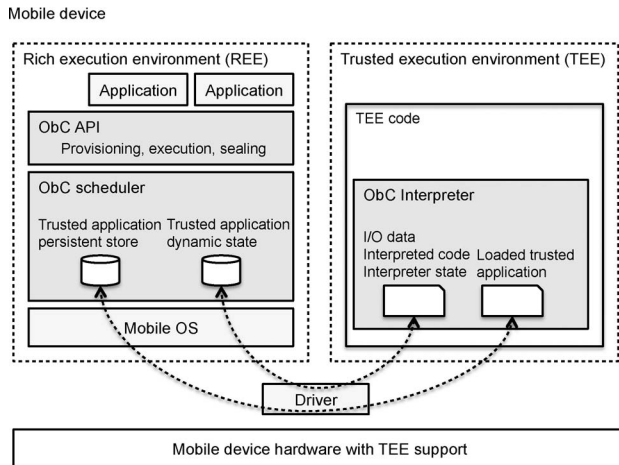 Mobile device
Rich execution environment (REE)
Application
Application
ObC API
Provisioning, execution, sealing
ObC scheduler
Trusted application
persistent store
Trusted application
dynamic state
Mobile OS
Trusted execution environment (TEE)
TEE code
ObC Interpreter
I/O data
Interpreted code
Interpreter state
Loaded trusted
application
Driver
Mobile device hardware with TEE support